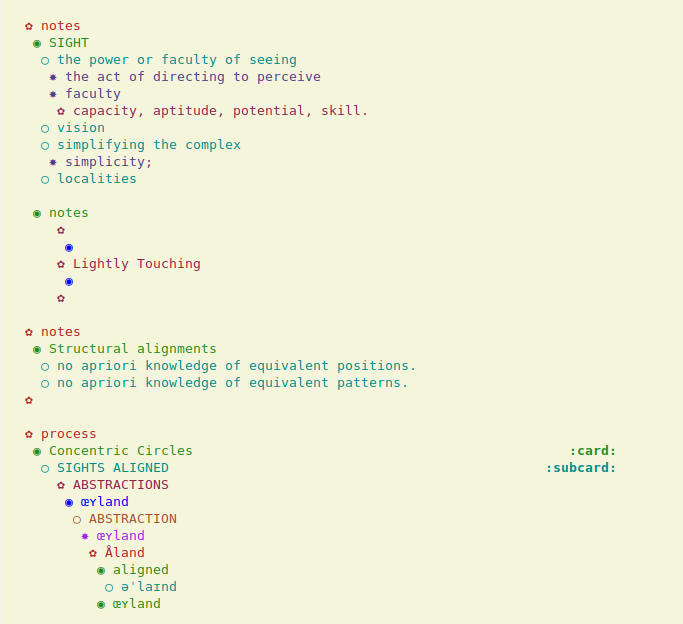 ✿ notes
◉ SIGHT
○ the power or faculty of seeing
✸ the act of directing to perceive
✸ faculty
✿ capacity, aptitude, potential, skill.
○ vision
○ simplifying the complex
✸ simplicity;
○ localities
◉ notes
✿
◉
✿ Lightly Touching
◉
✿
✿ notes
◉ Structural alignments
○ no apriori knowledge of equivalent positions.
○ no apriori knowledge of equivalent patterns.
✿
✿ process
◉ Concentric Circles :card:
○ SIGHTS ALIGNED :subcard:
✿ ABSTRACTIONS
◉ œʏland
○ ABSTRACTION
✸ œʏland
✿ Åland
◉ aligned
○ əˈlaɪnd
◉ œʏland